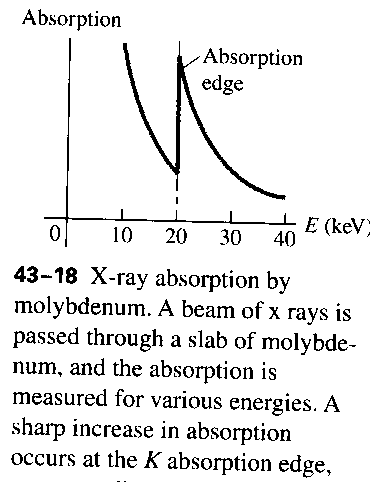 Absorption
Absorption
edge
0
10
20
30
40
E (keV)
43–18 X-ray absorption by
molybdenum. A beam of x rays is
passed through a slab of molybde-
num, and the absorption is
measured for various energies. A
sharp increase in absorption
occurs at the K absorption edge,